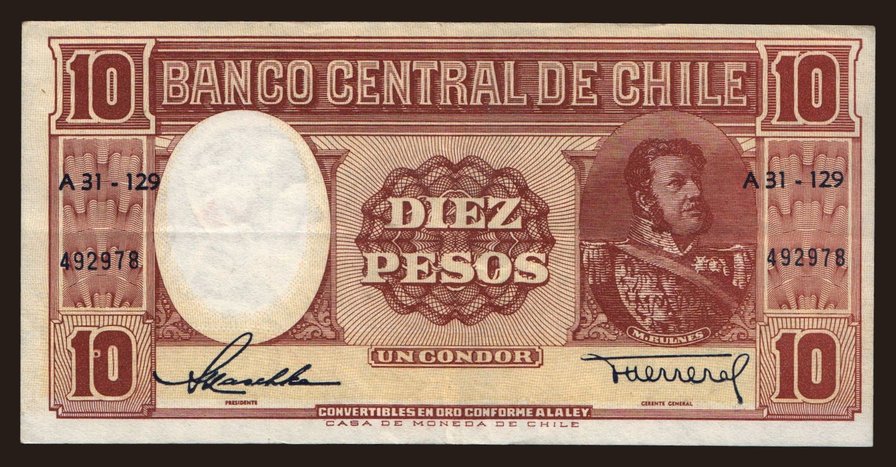 10 BANCO CENTRAL DE CHILE 10
A 31 - 129 A 31 - 129
DIEZ
PESOS
492978 492978
M. BULNES
10 UN CONDOR 10
PRESIDENTE GERENTE GENERAL
CONVERTIBLES EN ORO CONFORME A LA LEY
CASA DE MONEDA DE CHILE